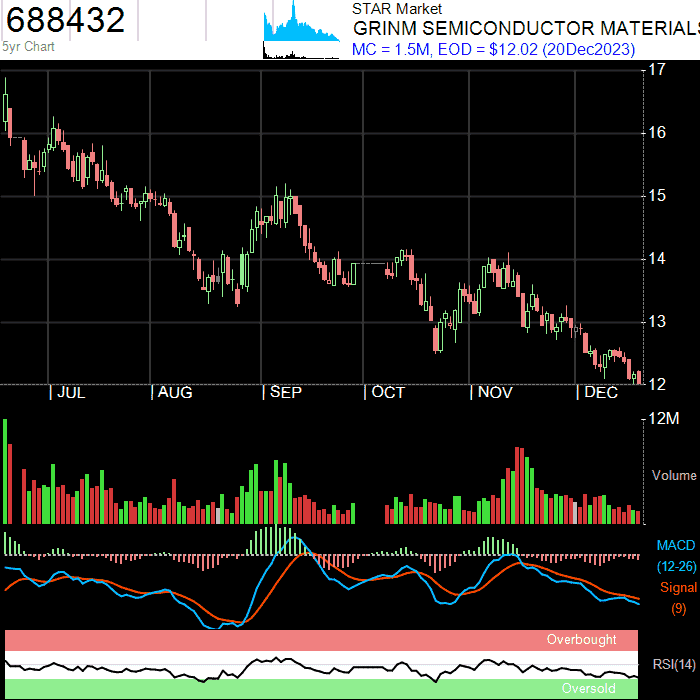 688432
5yr Chart
STAR Market
GRINM SEMICONDUCTOR MATERIALS
MC = 1.5M, EOD = $12.02 (20Dec2023)
17
16
15
14
13
12
| JUL | AUG | SEP | OCT | NOV | DEC
12M
Volume
MACD
(12-26)
Signal
(9)
Overbought
RSI(14)
Oversold